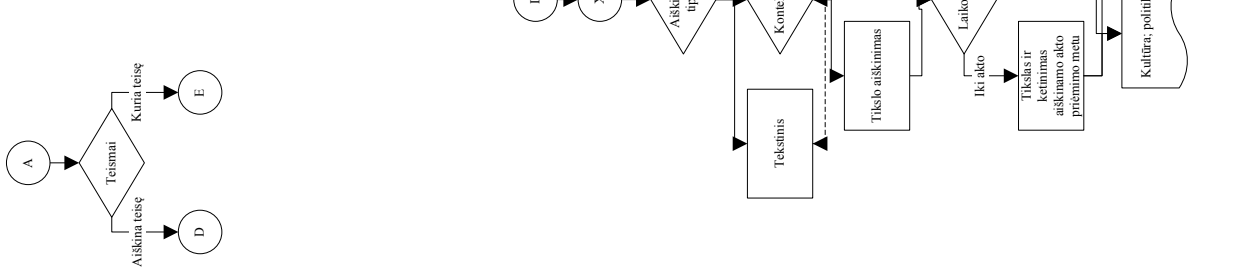 A
Teismai
Aiškina teisę
Kuria teisę
D
E
X
Tekstinis
Tikslo aiškinimas
Iki akto
Tikslas ir
ketinimas
aiškinamo akto
priėmimo metu